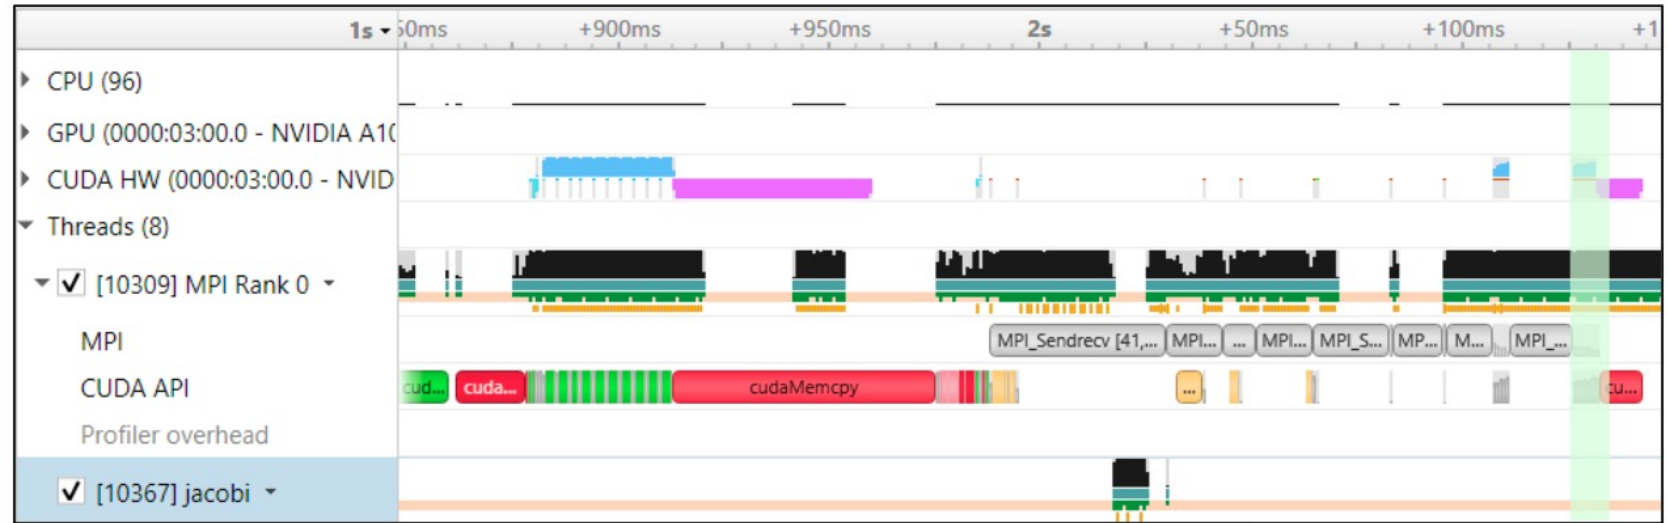 1s 50ms +900ms +950ms 2s +50ms +100ms +1
CPU (96)
GPU (0000:03:00.0 - NVIDIA A10
CUDA HW (0000:03:00.0 - NVID
Threads (8)
[10309] MPI Rank 0
MPI MPI_Sendrecv [41,... MPI... ... MPI... MPI_S... MP... M... MPI_...
CUDA API cud... cuda... cudaMemcpy ... cu...
Profiler overhead
[10367] jacobi